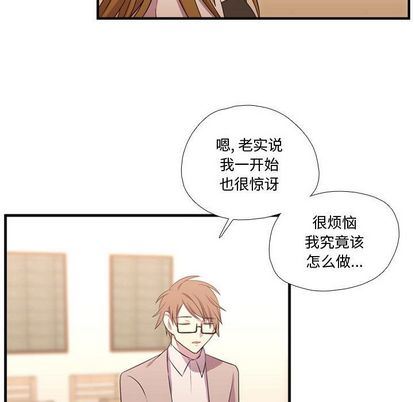 嗯, 老实说
我一开始
也很惊讶
很烦恼
我究竟该
怎么做...